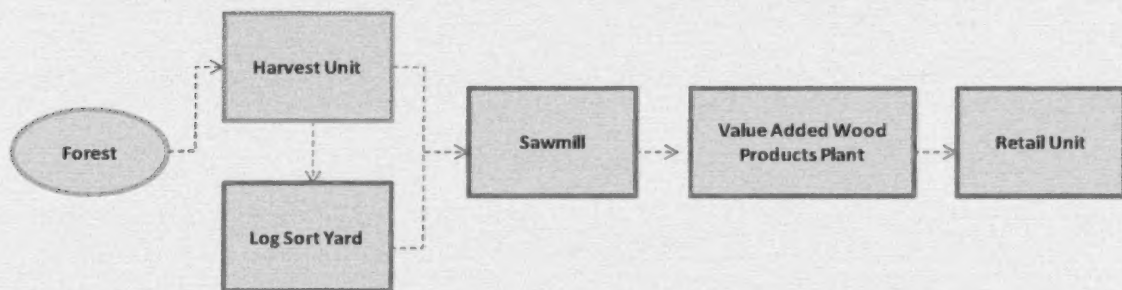 Forest
Harvest Unit
Log Sort Yard
Sawmill
Value Added Wood
Products Plant
Retail Unit